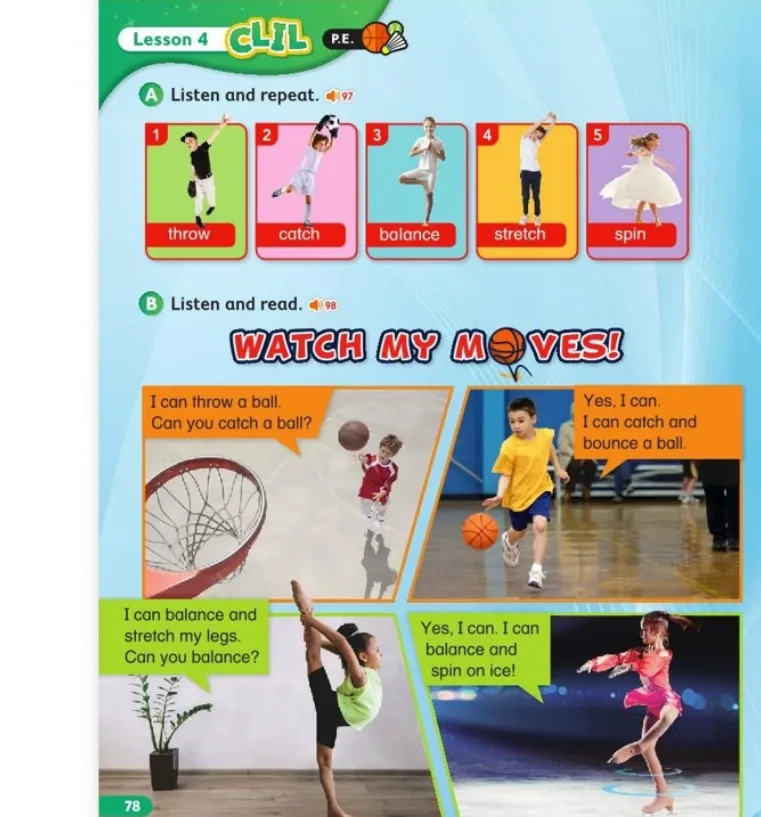 Lesson 4 CLIL P.E.
A Listen and repeat. 97
1 2 3 4 5
throw catch balance stretch spin
B Listen and read. 98
WATCH MY MOVES!
I can throw a ball.
Can you catch a ball?
Yes, I can.
I can catch and
bounce a ball.
I can balance and
stretch my legs.
Can you balance?
Yes, I can. I can
balance and
spin on ice!
78